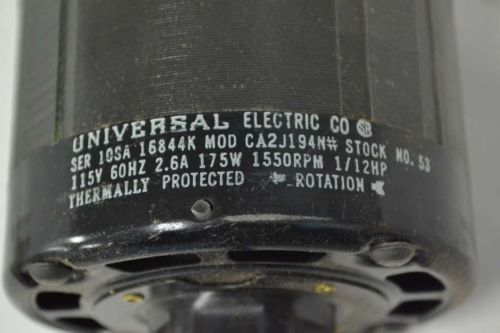 UNIVERSAL ELECTRIC CO SB
SER 10SA 16844K MOD CA2J194N# STOCK NO. 53
115V 60HZ 2.6A 175W 1550RPM 1/12HP
THERMALLY PROTECTED ← ROTATION